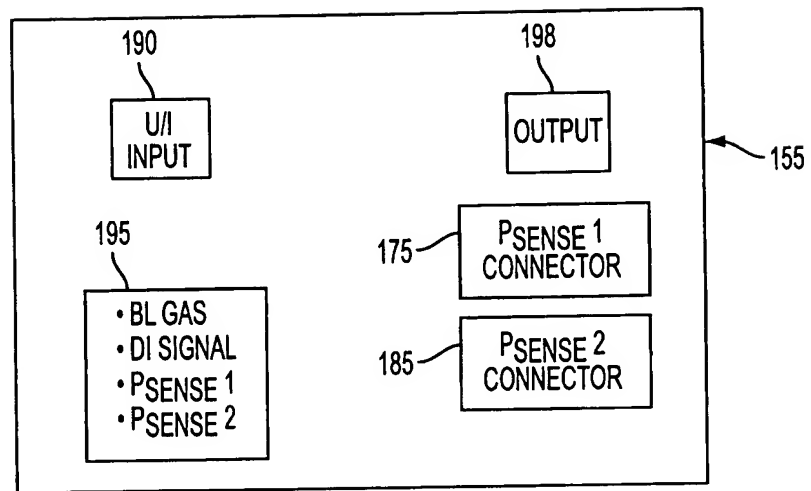 190
198
U/I
INPUT
OUTPUT
155
195
175
PSENSE 1
CONNECTOR
• BL GAS
• DI SIGNAL
• PSENSE 1
• PSENSE 2
185
PSENSE 2
CONNECTOR